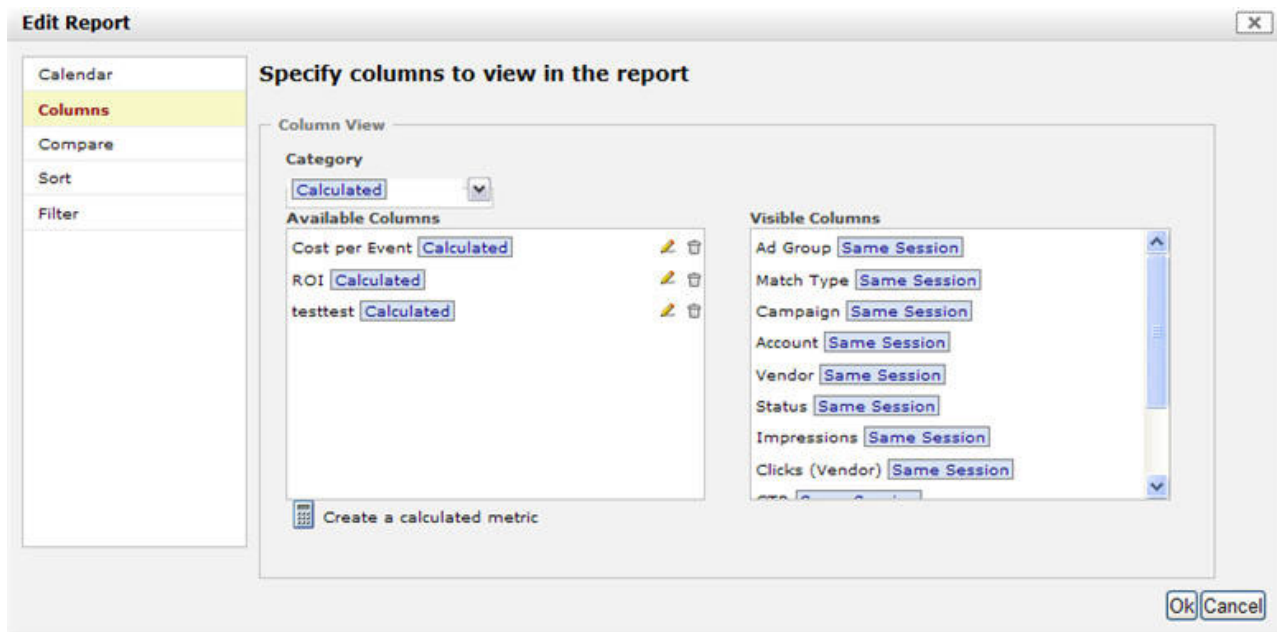 Edit Report
Calendar
Columns
Compare
Sort
Filter
Specify columns to view in the report
Column View
Category
Calculated
Available Columns
Cost per Event Calculated
ROI Calculated
testtest Calculated
Create a calculated metric
Visible Columns
Ad Group Same Session
Match Type Same Session
Campaign Same Session
Account Same Session
Vendor Same Session
Status Same Session
Impressions Same Session
Clicks (Vendor) Same Session
Ok Cancel